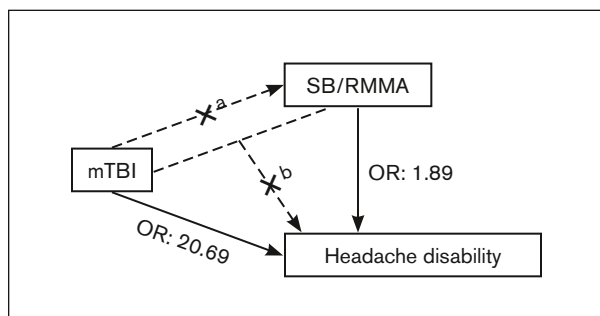 SB/RMMA
a
mTBI
b
OR: 1.89
OR: 20.69
Headache disability